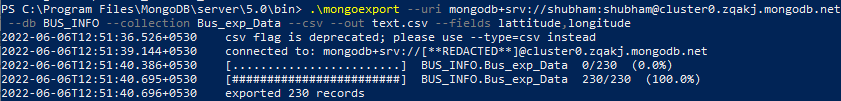 PS C:\Program Files\MongoDB\server\5.0\bin> .\mongoexport --uri mongodb+srv://shubham:shubham@cluster0.zqakj.mongodb.net
--db BUS_INFO --collection Bus_exp_Data --csv --out text.csv --fields lattitude,longitude
2022-06-06T12:51:36.526+0530 csv flag is deprecated; please use --type=csv instead
2022-06-06T12:51:39.144+0530 connected to: mongodb+srv://[**REDACTED**]@cluster0.zqakj.mongodb.net
2022-06-06T12:51:40.386+0530 [........................] BUS_INFO.Bus_exp_Data 0/230 (0.0%)
2022-06-06T12:51:40.695+0530 [########################] BUS_INFO.Bus_exp_Data 230/230 (100.0%)
2022-06-06T12:51:40.696+0530 exported 230 records